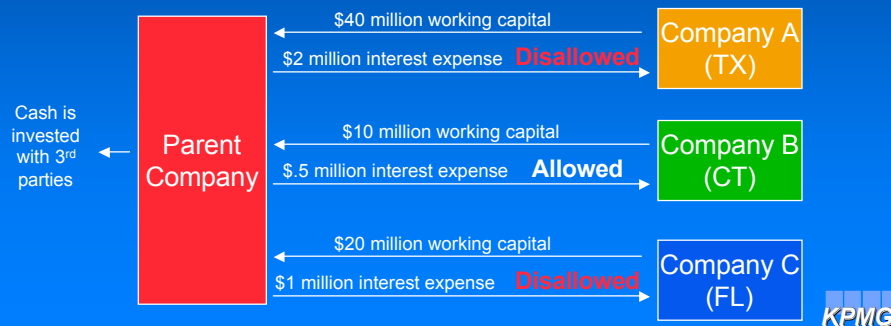 $40 million working capital
$2 million interest expense Disallowed
Company A
(TX)
Cash is
invested
with 3rd
parties
Parent
Company
$10 million working capital
$.5 million interest expense Allowed
Company B
(CT)
$20 million working capital
$1 million interest expense Disallowed
Company C
(FL)
KPMG